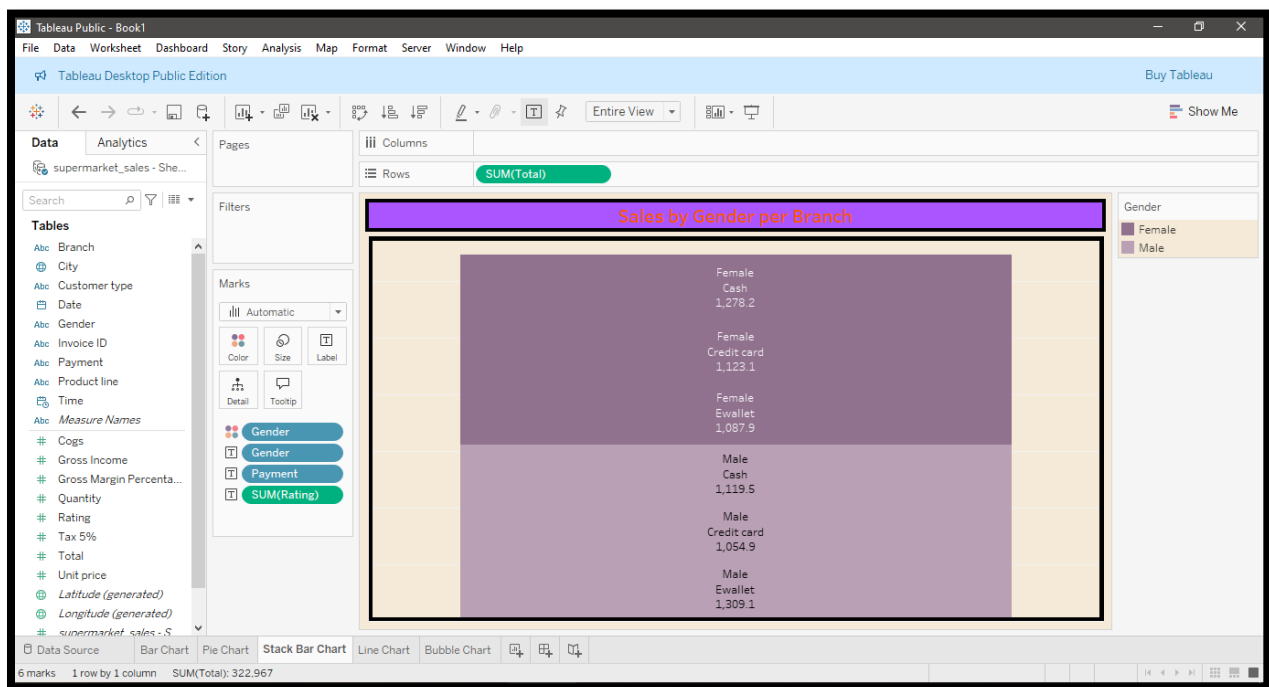 Tableau Public - Book1
File Data Worksheet Dashboard Story Analysis Map Format Server Window Help
Tableau Desktop Public Edition
Buy Tableau
Entire View
Show Me
Data Analytics
supermarket_sales - She...
Search
Tables
Abc Branch
City
Abc Customer type
Date
Abc Gender
Abc Invoice ID
Abc Payment
Abc Product line
Time
Abc Measure Names
# Cogs
# Gross Income
# Gross Margin Percenta...
# Quantity
# Rating
# Tax 5%
# Total
# Unit price
Latitude (generated)
Longitude (generated)
# supermarket_sales - S
Pages
Filters
Marks
Automatic
Color Size Label
Detail Tooltip
Gender
Gender
Payment
SUM(Rating)
Columns
Rows SUM(Total)
Sales by Gender per Branch
Female
Cash
1,278.2
Female
Credit card
1,123.1
Female
Ewallet
1,087.9
Male
Cash
1,119.5
Male
Credit card
1,054.9
Male
Ewallet
1,309.1
Gender
Female
Male
Data Source Bar Chart Pie Chart Stack Bar Chart Line Chart Bubble Chart
6 marks 1 row by 1 column SUM(Total): 322,967